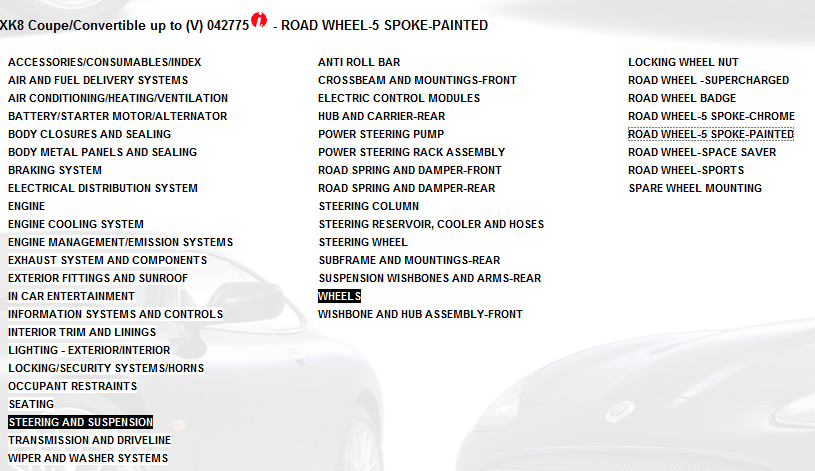 XK8 Coupe/Convertible up to (V) 042775 i - ROAD WHEEL-5 SPOKE-PAINTED
ACCESSORIES/CONSUMABLES/INDEX
AIR AND FUEL DELIVERY SYSTEMS
AIR CONDITIONING/HEATING/VENTILATION
BATTERY/STARTER MOTOR/ALTERNATOR
BODY CLOSURES AND SEALING
BODY METAL PANELS AND SEALING
BRAKING SYSTEM
ELECTRICAL DISTRIBUTION SYSTEM
ENGINE
ENGINE COOLING SYSTEM
ENGINE MANAGEMENT/EMISSION SYSTEMS
EXHAUST SYSTEM AND COMPONENTS
EXTERIOR FITTINGS AND SUNROOF
IN CAR ENTERTAINMENT
INFORMATION SYSTEMS AND CONTROLS
INTERIOR TRIM AND LININGS
LIGHTING - EXTERIOR/INTERIOR
LOCKING/SECURITY SYSTEMS/HORNS
OCCUPANT RESTRAINTS
SEATING
STEERING AND SUSPENSION
TRANSMISSION AND DRIVELINE
WIPER AND WASHER SYSTEMS
ANTI ROLL BAR
CROSSBEAM AND MOUNTINGS-FRONT
ELECTRIC CONTROL MODULES
HUB AND CARRIER-REAR
POWER STEERING PUMP
POWER STEERING RACK ASSEMBLY
ROAD SPRING AND DAMPER-FRONT
ROAD SPRING AND DAMPER-REAR
STEERING COLUMN
STEERING RESERVOIR, COOLER AND HOSES
STEERING WHEEL
SUBFRAME AND MOUNTINGS-REAR
SUSPENSION WISHBONES AND ARMS-REAR
WHEELS
WISHBONE AND HUB ASSEMBLY-FRONT
LOCKING WHEEL NUT
ROAD WHEEL -SUPERCHARGED
ROAD WHEEL BADGE
ROAD WHEEL-5 SPOKE-CHROME
ROAD WHEEL-5 SPOKE-PAINTED
ROAD WHEEL-SPACE SAVER
ROAD WHEEL-SPORTS
SPARE WHEEL MOUNTING